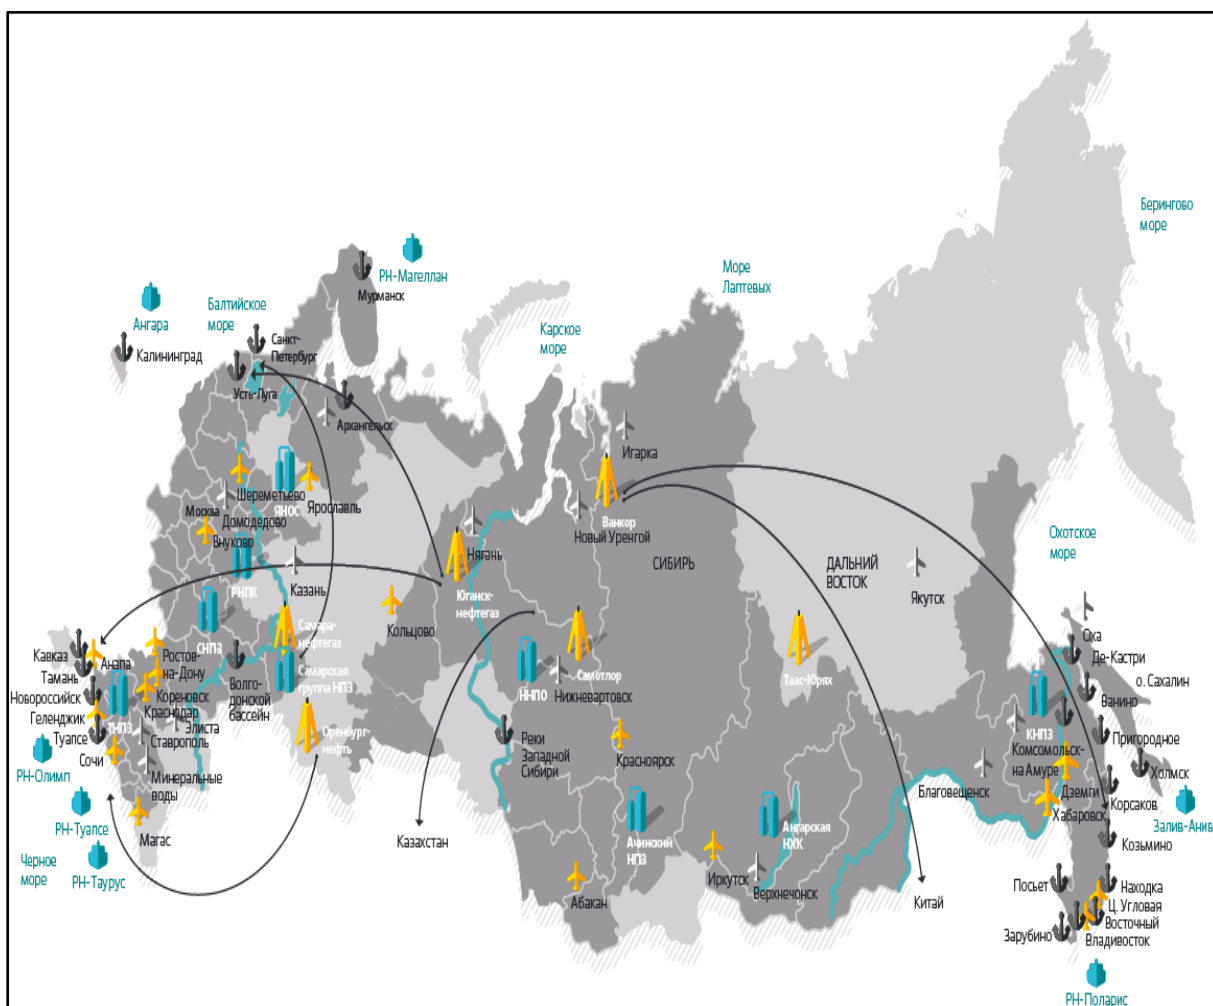 Берингово
море
Море
Лаптевых
РН-Магеллан
Мурманск
Балтийское
море
Ангара
Калининград
Санкт-
Петербург
Карское
море
Усть-Луга
Архангельск
Игарка
Шереметьево
ЯНОС
Ярославль
Москва
Домодедово
Внуково
Ванкор
Новый Уренгой
Охотское
море
Нягань
СИБИРЬ
ДАЛЬНИЙ
ВОСТОК
Якутск
РНПК
Казань
Юганск-
нефтегаз
Кольцово
СНПЗ
Самара-
нефтегаз
Самарская
группа НПЗ
Оха
Де-Кастри
о. Сахалин
Кавказ
Анапа
Тамань
Ростов-
на-Дону
Новороссийск
Кореновск
Волго-
донской
бассейн
ННПО
Самотлор
Нижневартовск
Таас-Юрях
Ванино
Геленджик
ТНПЗ
Краснодар
Элиста
Туапсе
Ставрополь
Оренбург-
нефть
Реки
Западной
Сибири
Красноярск
КНПЗ
Комсомольск-
на Амуре
Пригородное
Холмск
Сочи
РН-Олимп
Минеральные
воды
Благовещенск
Дземги
Хабаровск
Корсаков
Залив-Анив
РН-Туапсе
Магас
Казахстан
Ачинский
НПЗ
Ангарская
НХК
Козьмино
Черное
море
РН-Таурус
Абакан
Иркутск
Верхнечонск
Китай
Посьет
Находка
Ц. Угловая
Восточный
Зарубино
Владивосток
РН-Поларис